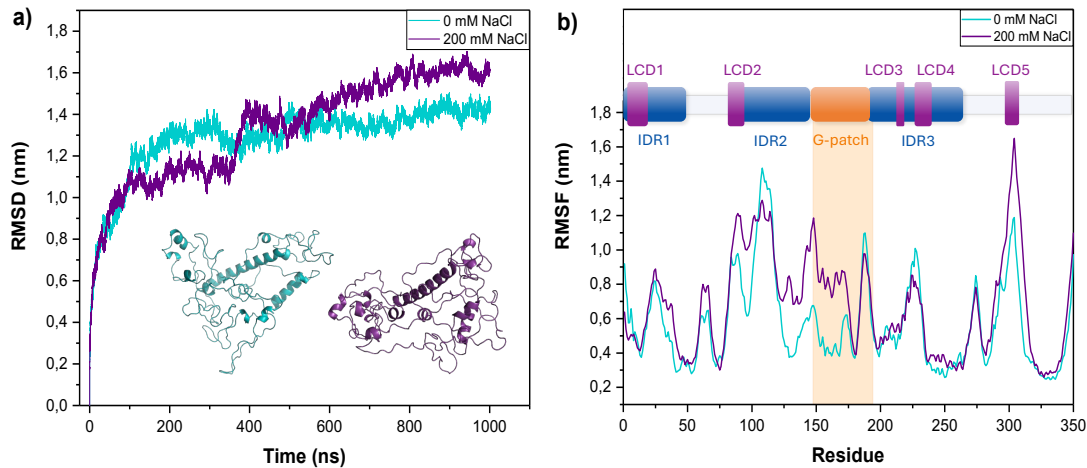 a)
0 mM NaCl
200 mM NaCl
RMSD (nm)
1,8
1,6
1,4
1,2
1,0
0,8
0,6
0,4
0,2
0,0
0 200 400 600 800 1000
Time (ns)
b)
0 mM NaCl
200 mM NaCl
LCD1 LCD2 LCD3 LCD4 LCD5
IDR1 IDR2 G-patch IDR3
RMSF (nm)
1,8
1,6
1,4
1,2
1,0
0,8
0,6
0,4
0,2
0 50 100 150 200 250 300 350
Residue